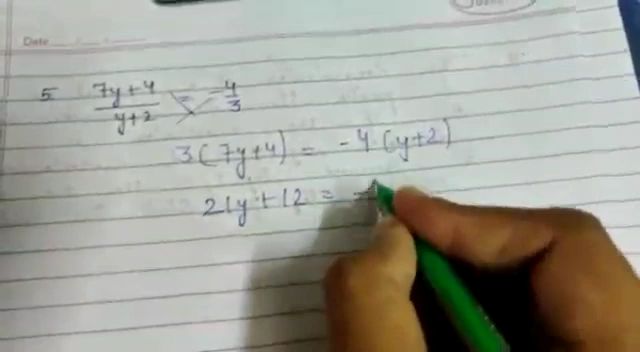 Date
5 (7y+4)/(y+2) = -4/3
3(7y+4) = -4(y+2)
21y+12 =